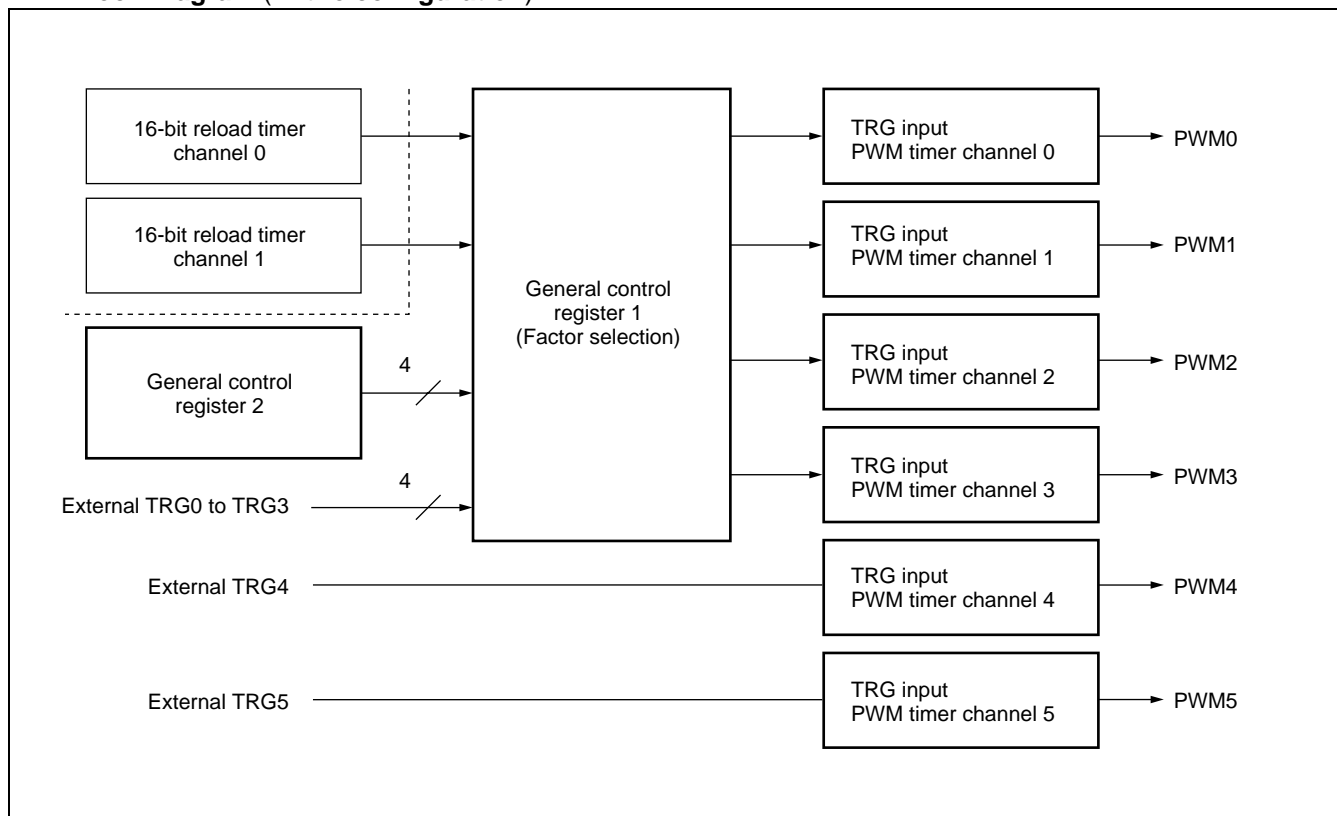 16-bit reload timer
channel 0
16-bit reload timer
channel 1
General control
register 2
4
External TRG0 to TRG3
4
External TRG4
External TRG5
General control
register 1
(Factor selection)
TRG input
PWM timer channel 0
PWM0
TRG input
PWM timer channel 1
PWM1
TRG input
PWM timer channel 2
PWM2
TRG input
PWM timer channel 3
PWM3
TRG input
PWM timer channel 4
PWM4
TRG input
PWM timer channel 5
PWM5